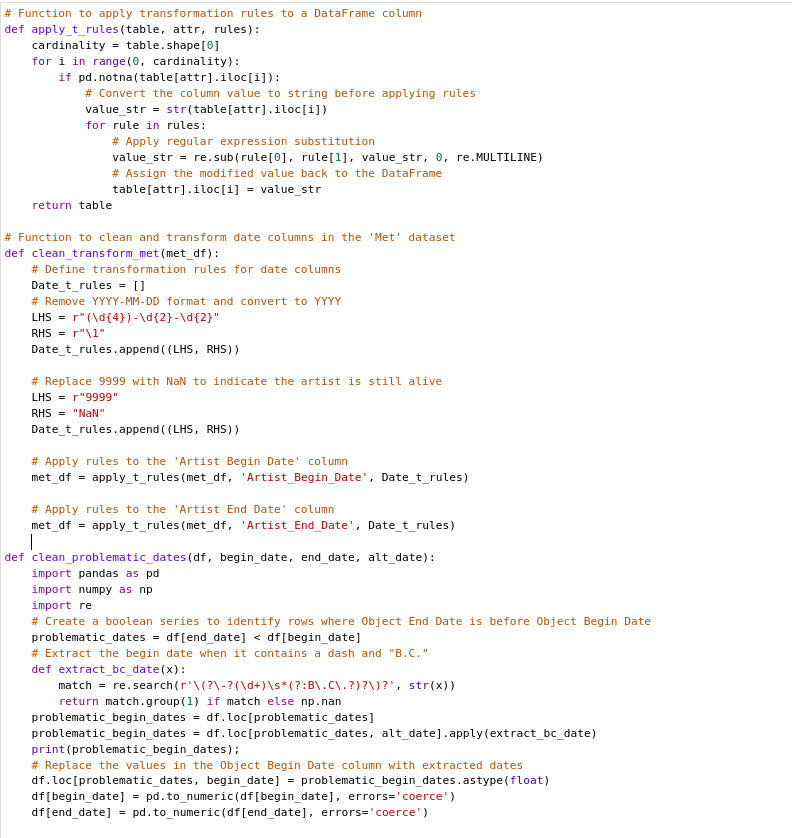 # Function to apply transformation rules to a DataFrame column
def apply_t_rules(table, attr, rules):
    cardinality = table.shape[0]
    for i in range(0, cardinality):
        if pd.notna(table[attr].iloc[i]):
            # Convert the column value to string before applying rules
            value_str = str(table[attr].iloc[i])
            for rule in rules:
                # Apply regular expression substitution
                value_str = re.sub(rule[0], rule[1], value_str, 0, re.MULTILINE)
                # Assign the modified value back to the DataFrame
                table[attr].iloc[i] = value_str
    return table

# Function to clean and transform date columns in the 'Met' dataset
def clean_transform_met(met_df):
    # Define transformation rules for date columns
    Date_t_rules = []
    # Remove YYYY-MM-DD format and convert to YYYY
    LHS = r"(\d{4})-\d{2}-\d{2}"
    RHS = r"\1"
    Date_t_rules.append((LHS, RHS))

    # Replace 9999 with NaN to indicate the artist is still alive
    LHS = r"9999"
    RHS = "NaN"
    Date_t_rules.append((LHS, RHS))

    # Apply rules to the 'Artist Begin Date' column
    met_df = apply_t_rules(met_df, 'Artist_Begin_Date', Date_t_rules)

    # Apply rules to the 'Artist End Date' column
    met_df = apply_t_rules(met_df, 'Artist_End_Date', Date_t_rules)

def clean_problematic_dates(df, begin_date, end_date, alt_date):
    import pandas as pd
    import numpy as np
    import re
    # Create a boolean series to identify rows where Object End Date is before Object Begin Date
    problematic_dates = df[end_date] < df[begin_date]
    # Extract the begin date when it contains a dash and "B.C."
    def extract_bc_date(x):
        match = re.search(r'\(?\-?(\d+)\s*(?:B\.C\.?)?\)?', str(x))
        return match.group(1) if match else np.nan
    problematic_begin_dates = df.loc[problematic_dates]
    problematic_begin_dates = df.loc[problematic_dates, alt_date].apply(extract_bc_date)
    print(problematic_begin_dates);
    # Replace the values in the Object Begin Date column with extracted dates
    df.loc[problematic_dates, begin_date] = problematic_begin_dates.astype(float)
    df[begin_date] = pd.to_numeric(df[begin_date], errors='coerce')
    df[end_date] = pd.to_numeric(df[end_date], errors='coerce')